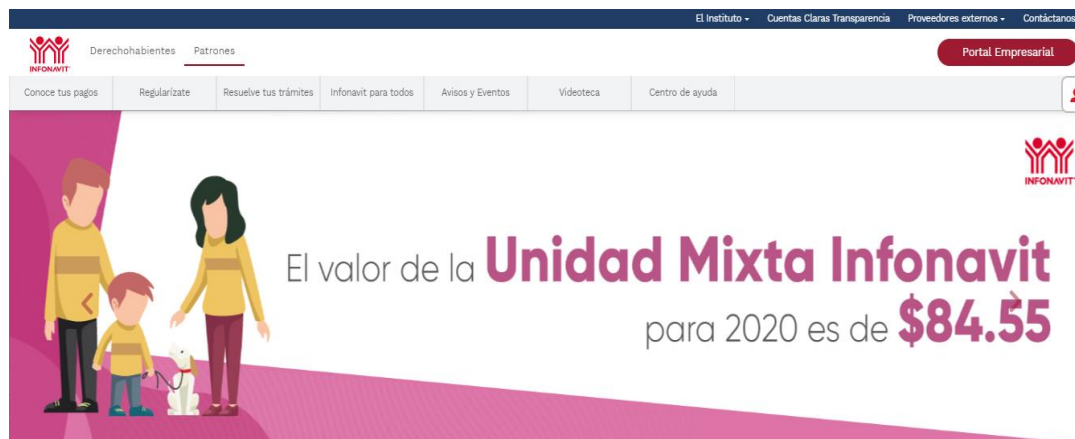 El Instituto Cuentas Claras Transparencia Proveedores externos Contáctanos
INFONAVIT
Derechohabientes Patrones
Portal Empresarial
Conoce tus pagos Regularízate Resuelve tus trámites Infonavit para todos Avisos y Eventos Videoteca Centro de ayuda
INFONAVIT
El valor de la Unidad Mixta Infonavit
para 2020 es de $84.55